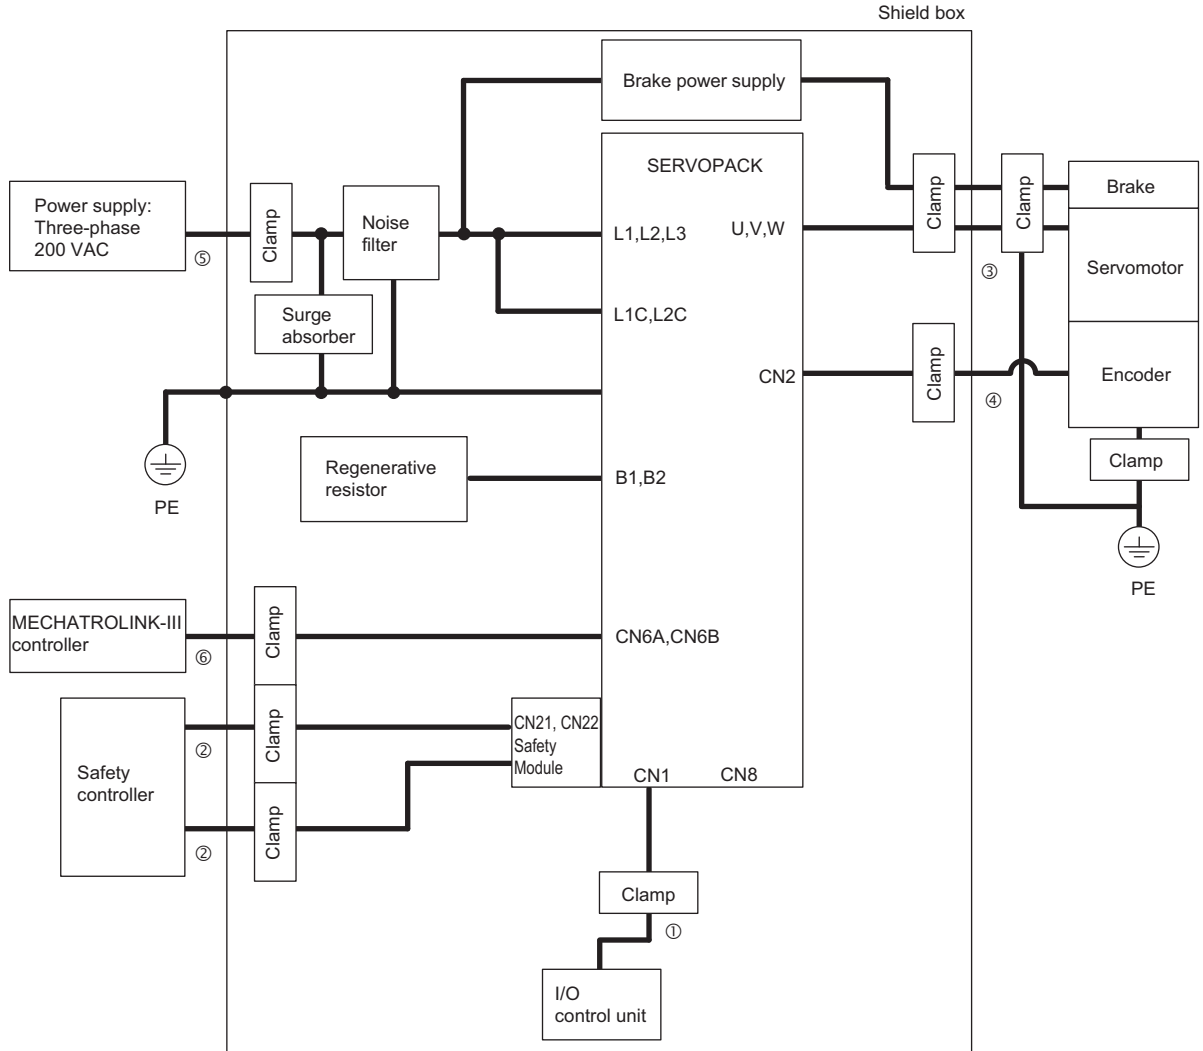 Shield box
Brake power supply
SERVOPACK
Power supply:
Three-phase
200 VAC
⑤
Clamp
Noise
filter
L1,L2,L3
U,V,W
Clamp
Clamp
Brake
Servomotor
③
Surge
absorber
L1C,L2C
CN2
Clamp
④
Encoder
Clamp
PE
PE
Regenerative
resistor
B1,B2
MECHATROLINK-III
controller
⑥
Clamp
CN6A,CN6B
Safety
controller
②
②
Clamp
Clamp
CN21, CN22
Safety
Module
CN1
CN8
Clamp
①
I/O
control unit